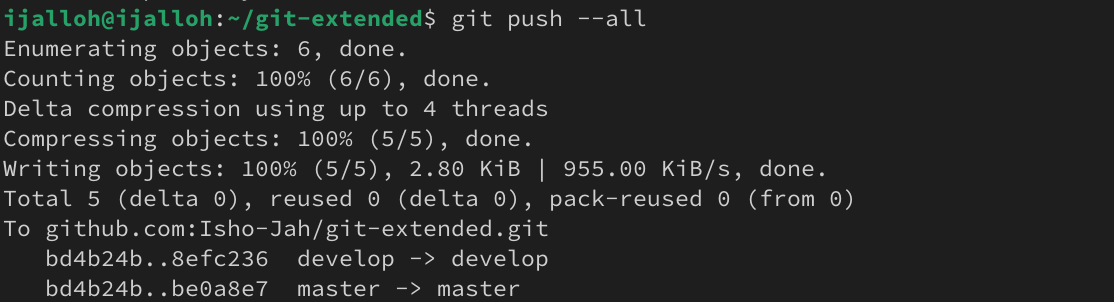 ijalloh@ijalloh:~/git-extended$ git push --all
Enumerating objects: 6, done.
Counting objects: 100% (6/6), done.
Delta compression using up to 4 threads
Compressing objects: 100% (5/5), done.
Writing objects: 100% (5/5), 2.80 KiB | 955.00 KiB/s, done.
Total 5 (delta 0), reused 0 (delta 0), pack-reused 0 (from 0)
To github.com:Isho-Jah/git-extended.git
   bd4b24b..8efc236  develop -> develop
   bd4b24b..be0a8e7  master -> master